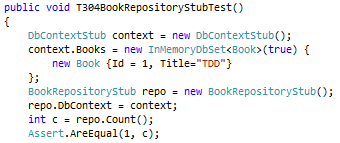 public void T304BookRepositoryStubTest()
{
    DbContextStub context = new DbContextStub();
    context.Books = new InMemoryDbSet<Book>(true) {
        new Book {Id = 1, Title="TDD"}
    };
    BookRepositoryStub repo = new BookRepositoryStub();
    repo.DbContext = context;
    int c = repo.Count();
    Assert.AreEqual(1, c);